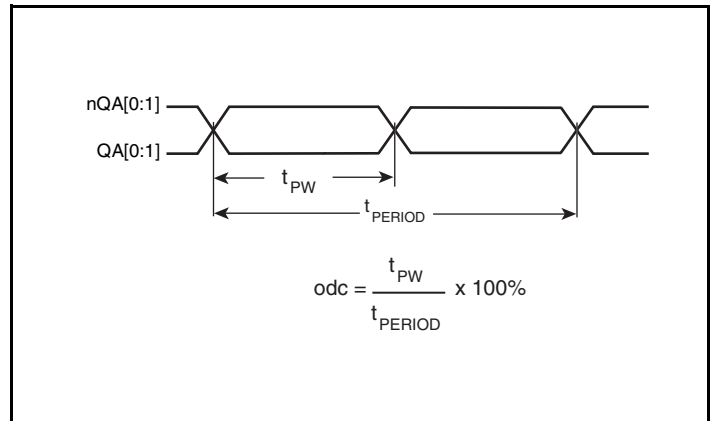 nQA[0:1]
QA[0:1]
tPW
tPERIOD
tPW
odc = x 100%
tPERIOD